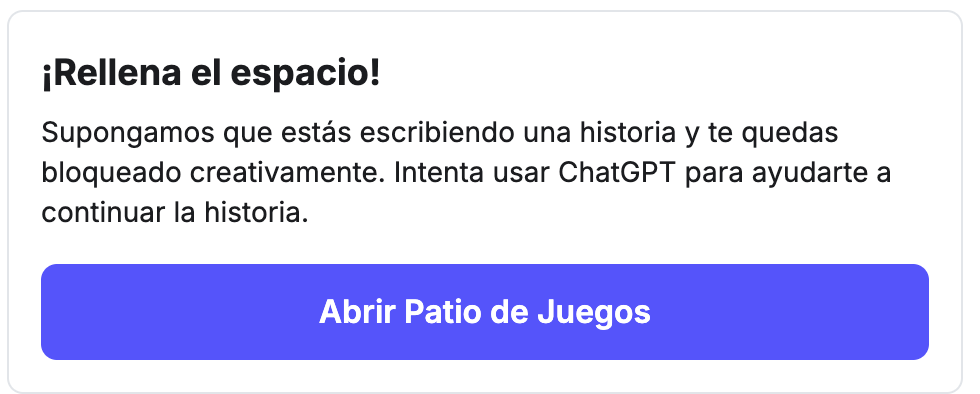 ¡Rellena el espacio!
Supongamos que estás escribiendo una historia y te quedas
bloqueado creativamente. Intenta usar ChatGPT para ayudarte a
continuar la historia.
Abrir Patio de Juegos